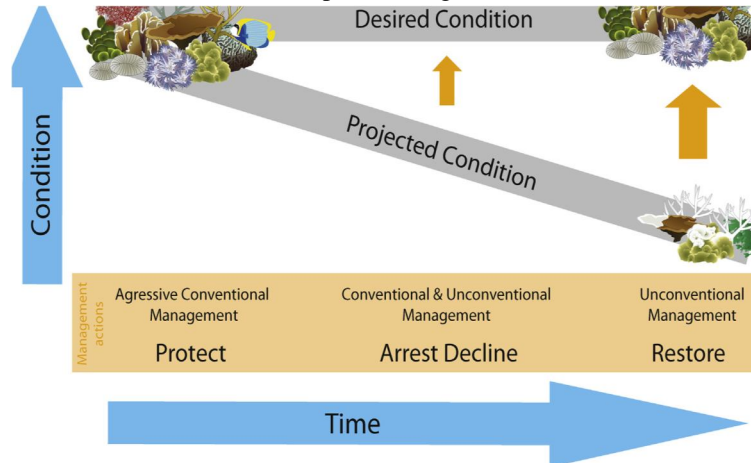 Desired Condition
Projected Condition
Condition
Management
actions
Agressive Conventional
Management
Protect
Conventional & Unconventional
Management
Arrest Decline
Unconventional
Management
Restore
Time